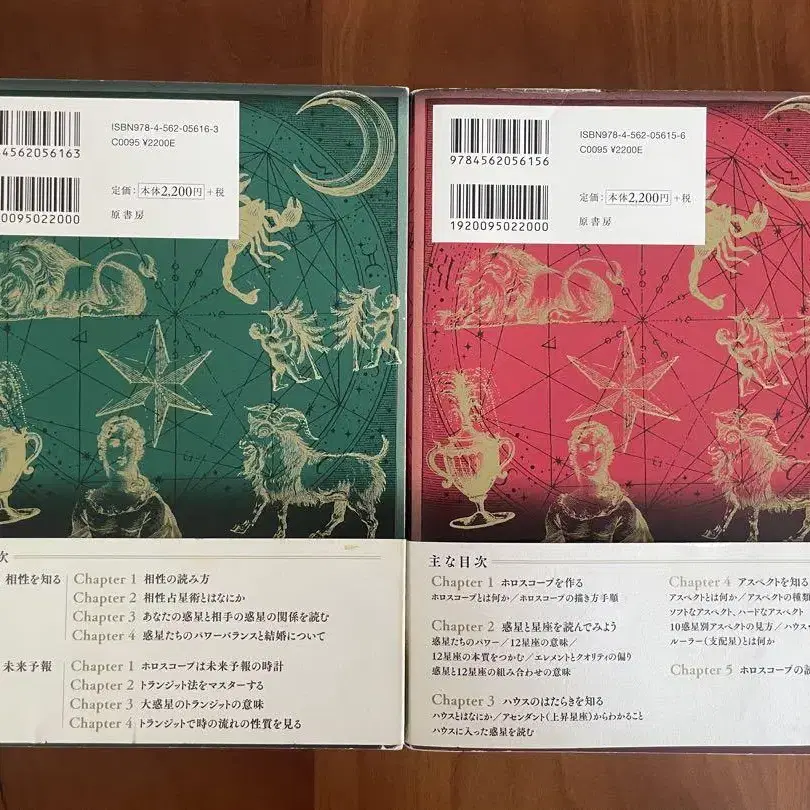 ISBN978-4-562-05616-3
C0095 ¥2200E
4562056163
定価：本体2,200円+税
0095022000
原書房
次
相性を知る
Chapter 1 相性の読み方
Chapter 2 相性占星術とはなにか
Chapter 3 あなたの惑星と相手の惑星の関係を読む
Chapter 4 惑星たちのパワーバランスと結婚について
未来予報
Chapter 1 ホロスコープは未来予報の時計
Chapter 2 トランジット法をマスターする
Chapter 3 大惑星のトランジットの意味
Chapter 4 トランジットで時の流れの性質を見る
ISBN978-4-562-05615-6
C0095 ¥2200E
9784562056156
定価：本体2,200円+税
1920095022000
原書房
主な目次
Chapter 1 ホロスコープを作る
ホロスコープとは何か／ホロスコープの描き方手順
Chapter 2 惑星と星座を読んでみよう
惑星たちのパワー／12星座の意味／
12星座の本質をつかむ／エレメントとクオリティの偏り
惑星と12星座の組み合わせの意味
Chapter 3 ハウスのはたらきを知る
ハウスとはなにか／アセンダント（上昇星座）からわかること
ハウスに入った惑星を読む
Chapter 4 アスペクトを知る
アスペクトとは何か／アスペクトの種類
ソフトなアスペクト、ハードなアスペクト
10惑星別アスペクトの見方／ハウス・
ルーラー（支配星）とは何か
Chapter 5 ホロスコープの読